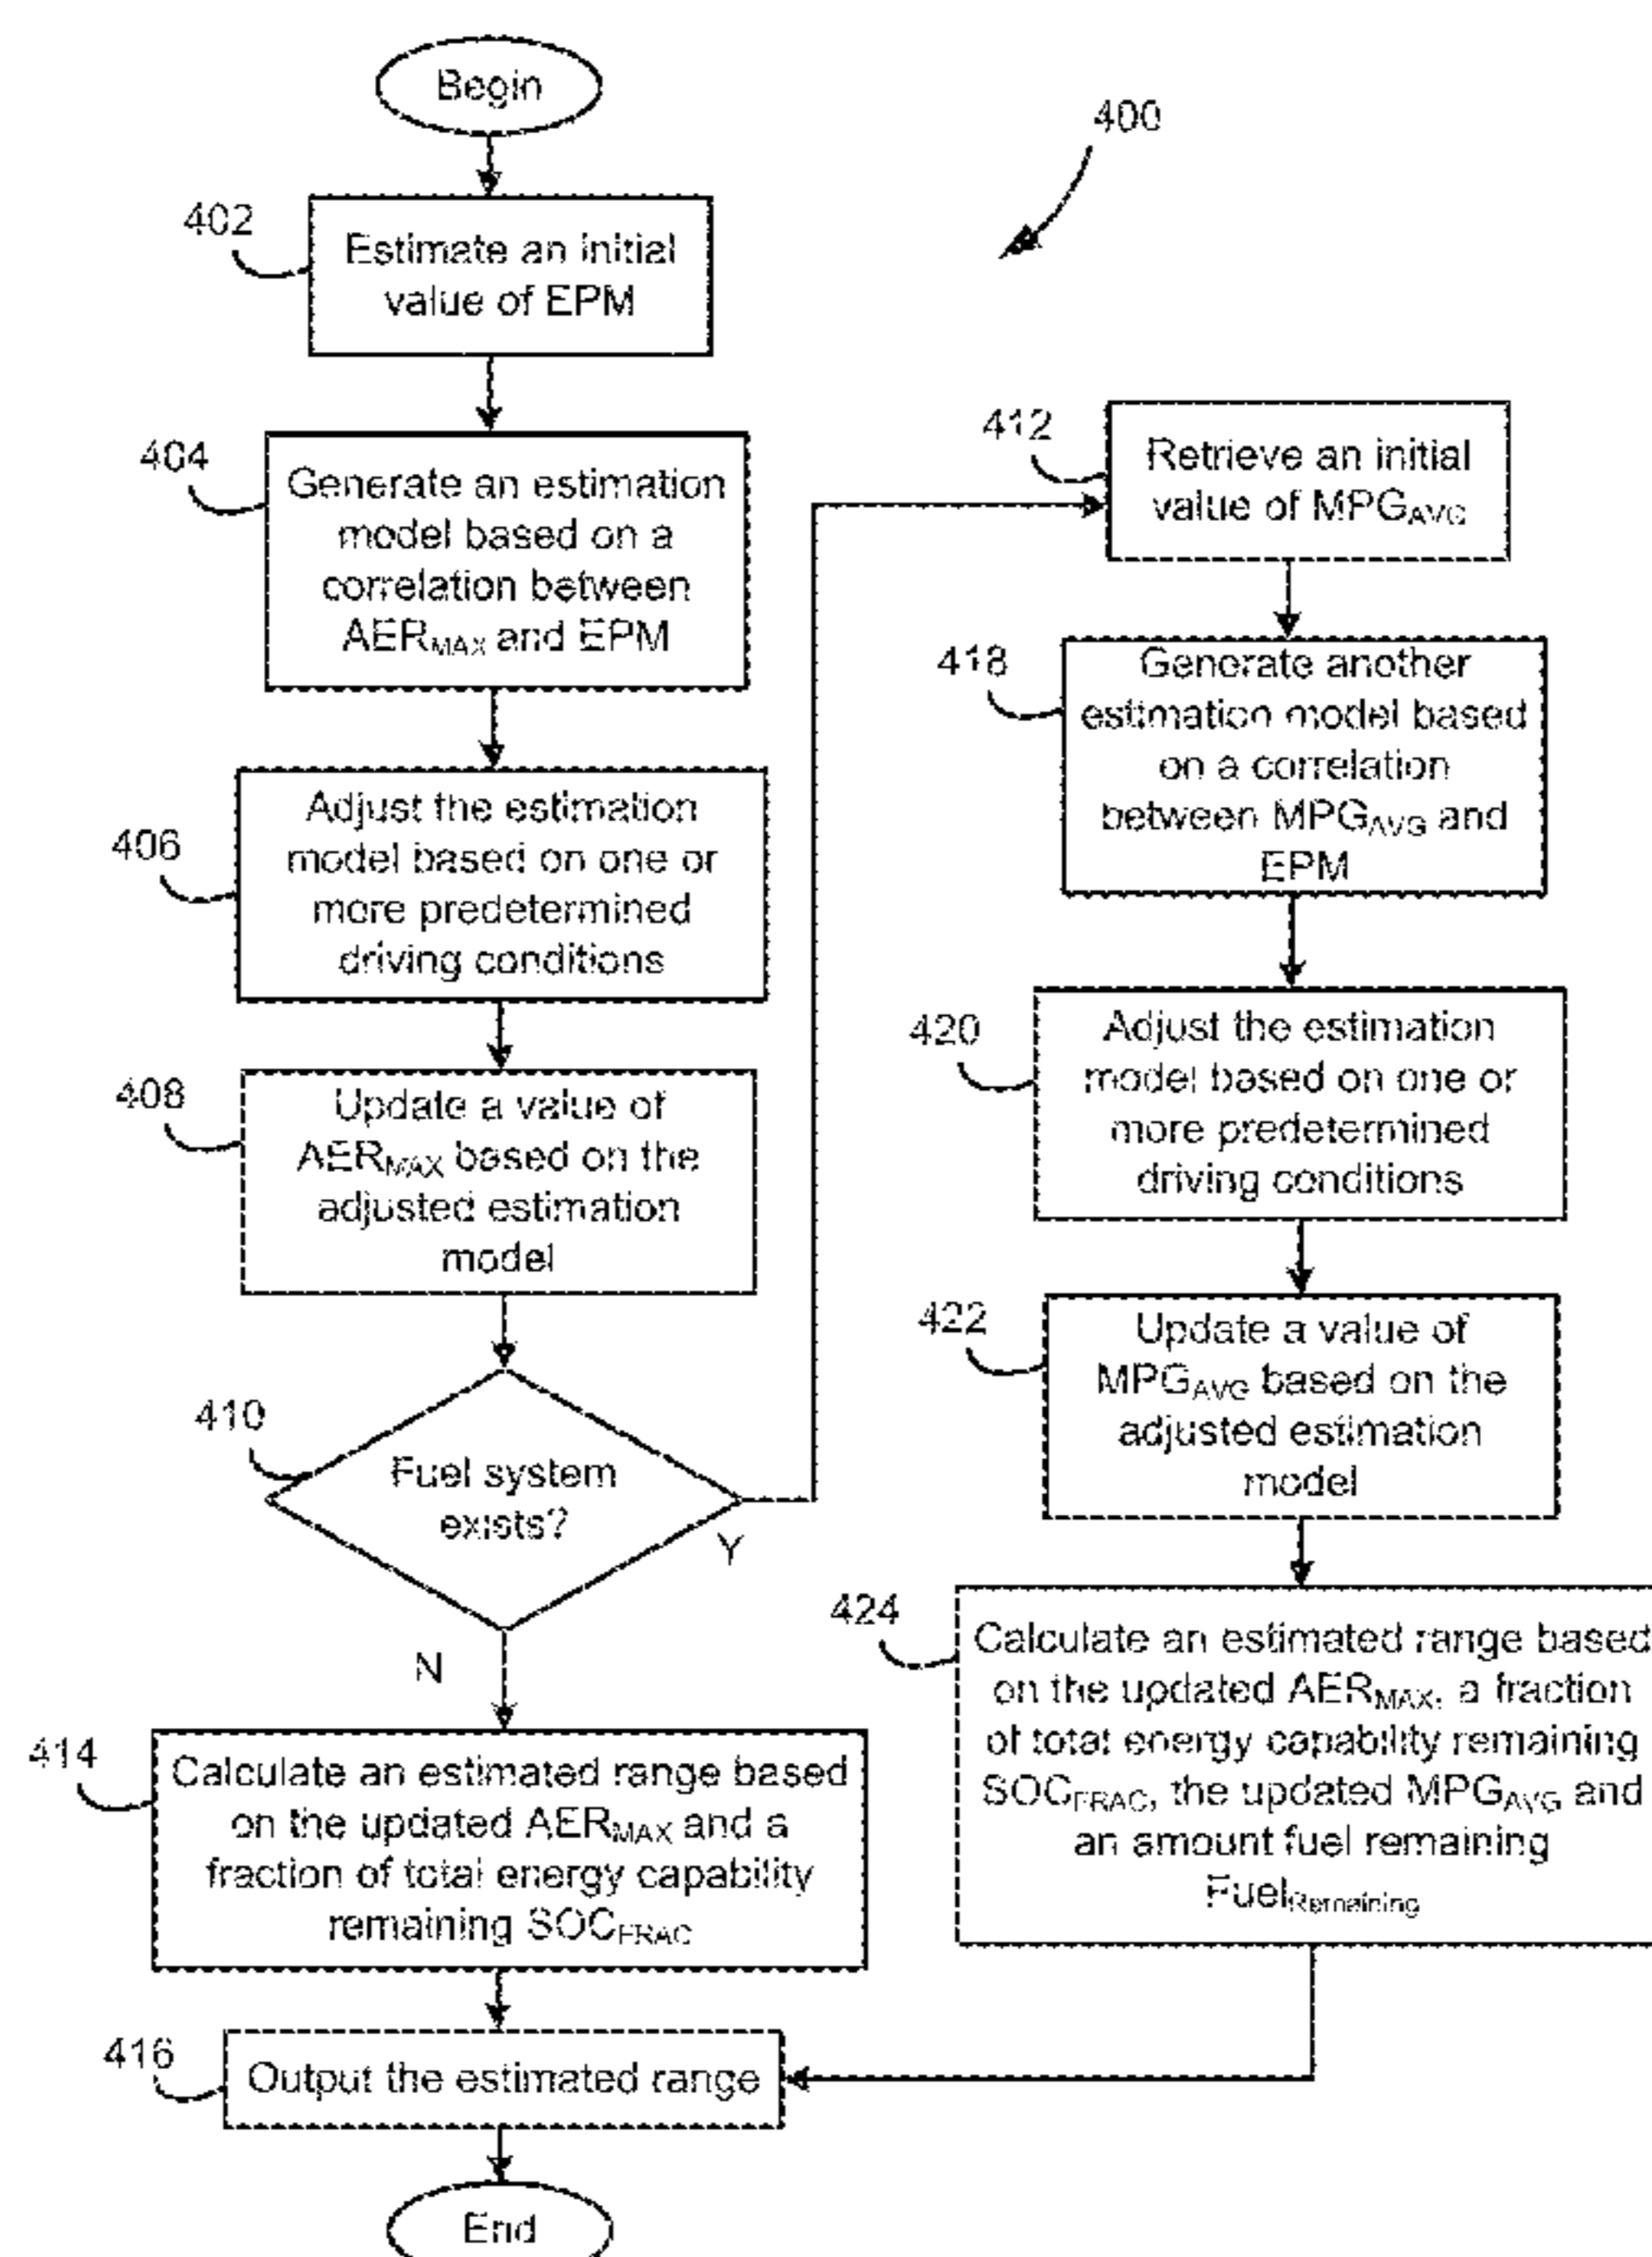 Begin
400
402
Estimate an initial
value of EPM
404
Generate an estimation
model based on a
correlation between
AERMAX and EPM
406
Adjust the estimation
model based on one or
more predetermined
driving conditions
408
Update a value of
AERMAX based on the
adjusted estimation
model
410
Fuel system
exists?
Y
N
414
Calculate an estimated range based
on the updated AERMAX and a
fraction of total energy capability
remaining SOCFRAC
416
Output the estimated range
End
412
Retrieve an initial
value of MPGAVG
418
Generate another
estimation model based
on a correlation
between MPGAVG and
EPM
420
Adjust the estimation
model based on one or
more predetermined
driving conditions
422
Update a value of
MPGAVG based on the
adjusted estimation
model
424
Calculate an estimated range based
on the updated AERMAX, a fraction
of total energy capability remaining
SOCFRAC, the updated MPGAVG and
an amount fuel remaining
FuelRemaining